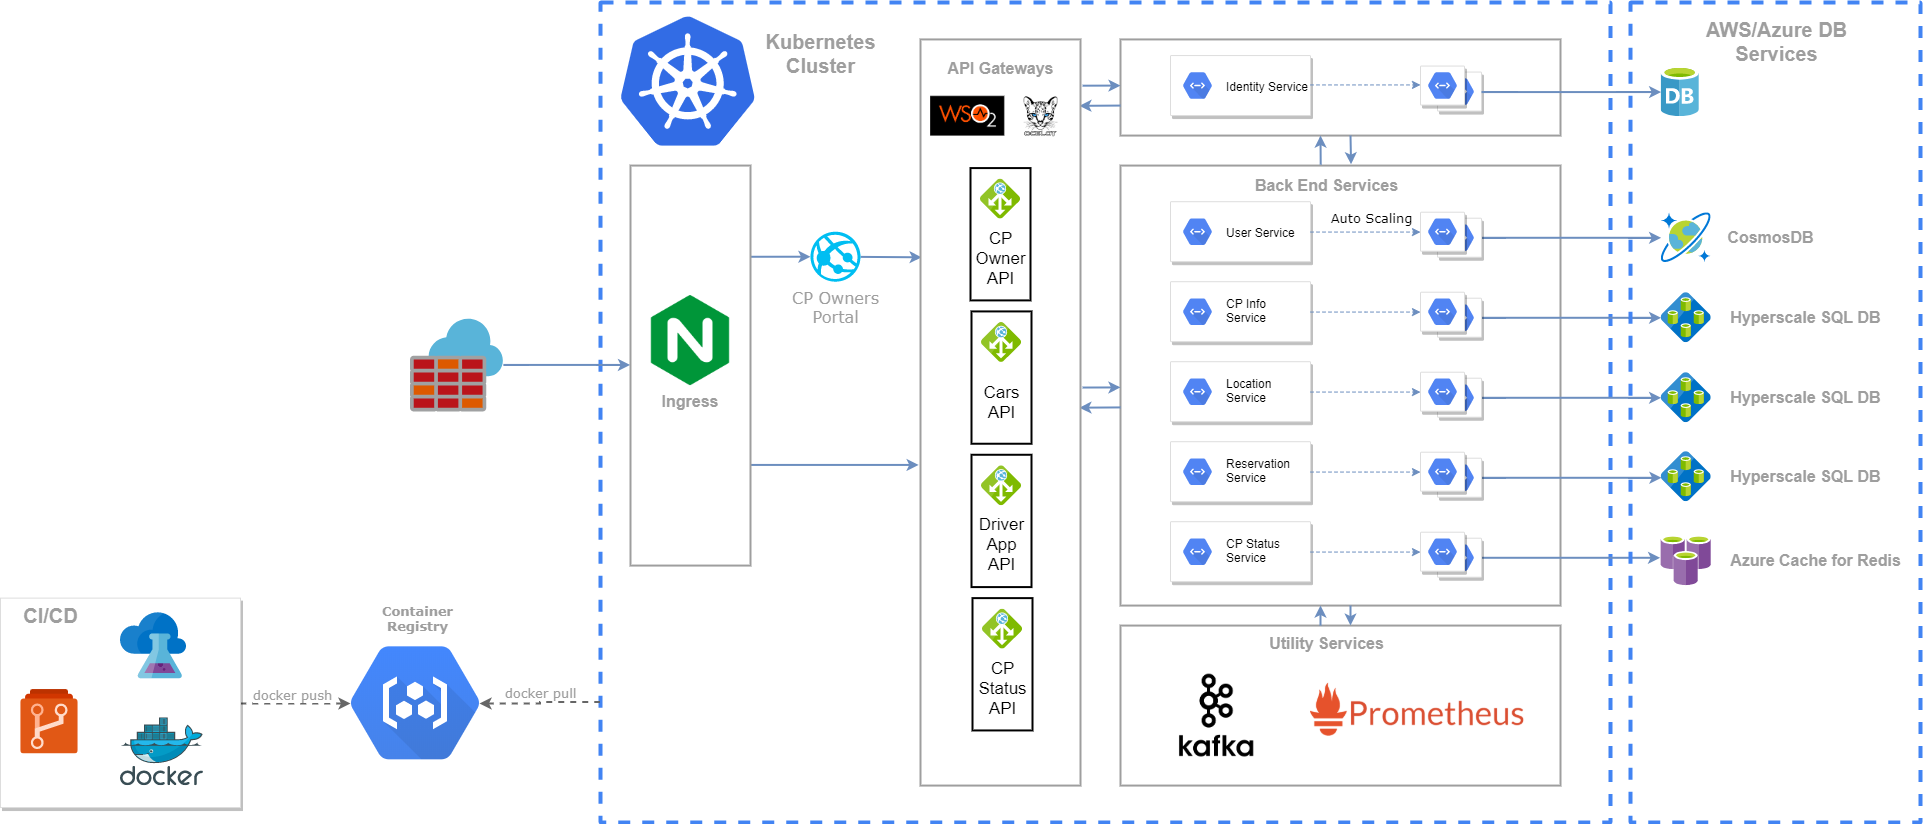 Kubernetes
Cluster
AWS/Azure DB
Services
API Gateways
WSO2
OCELOT
Identity Service
DB
Back End Services
CP
Owner
API
User Service
Auto Scaling
CosmosDB
CP Owners
Portal
CP Info
Service
Hyperscale SQL DB
Ingress
Cars
API
Location
Service
Hyperscale SQL DB
Reservation
Service
Hyperscale SQL DB
Driver
App
API
CP Status
Service
Azure Cache for Redis
CI/CD
Container
Registry
CP
Status
API
Utility Services
docker push
docker pull
docker
kafka
Prometheus